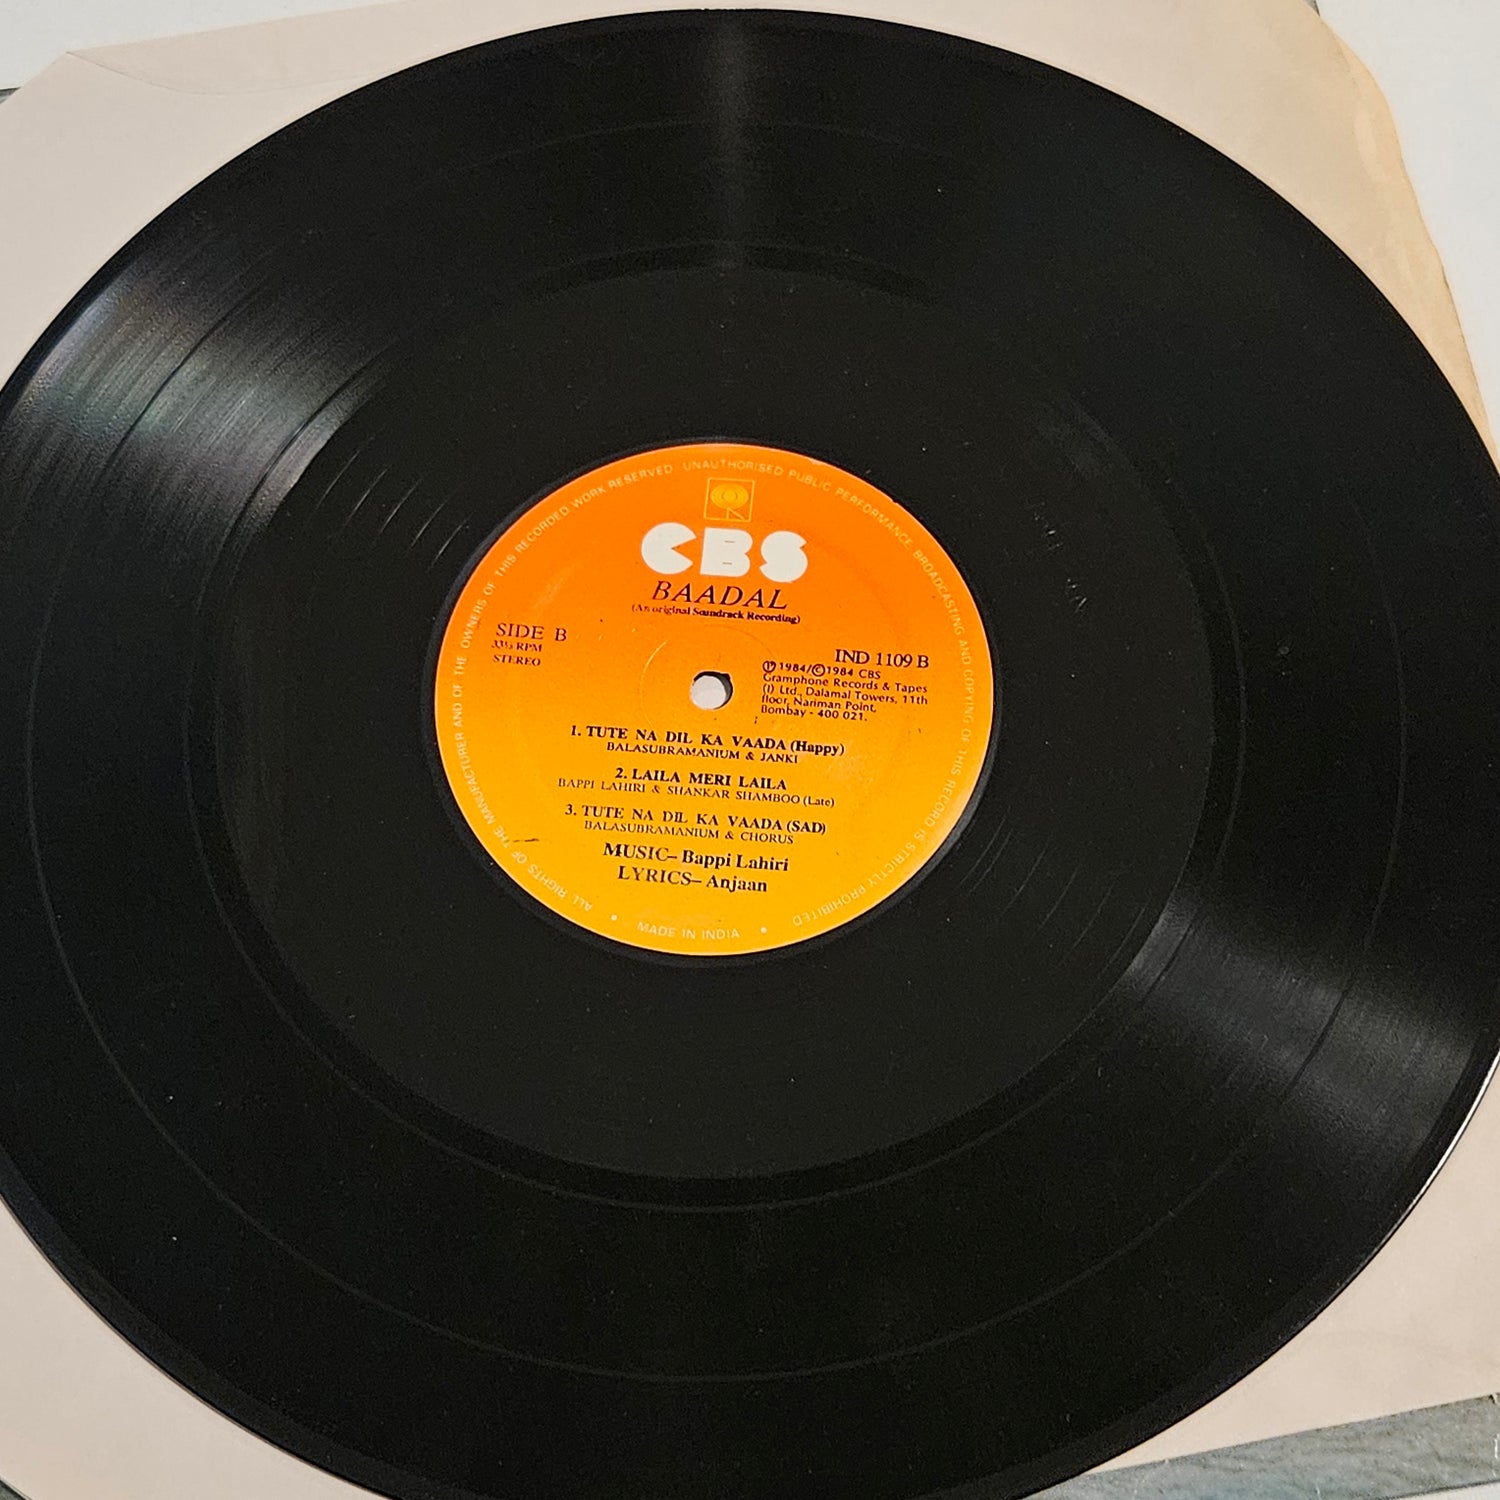 CBS
BAADAL
(An original Soundtrack Recording)
SIDE B
33⅓ RPM
STEREO
IND 1109 B
Ⓟ 1984/© 1984 CBS
Gramphone Records & Tapes
(I) Ltd., Dalamal Towers, 11th
floor, Nariman Point,
Bombay - 400 021.
1. TUTE NA DIL KA VAADA (Happy)
BALASUBRAMANIUM & JANKI
2. LAILA MERI LAILA
BAPPI LAHIRI & SHANKAR SHAMBOO (Late)
3. TUTE NA DIL KA VAADA (SAD)
BALASUBRAMANIUM & CHORUS
MUSIC– Bappi Lahiri
LYRICS– Anjaan
ALL RIGHTS OF THE MANUFACTURER AND OF THE OWNERS OF THIS RECORDED WORK RESERVED UNAUTHORISED PUBLIC PERFORMANCE BROADCASTING AND COPYING OF THIS RECORD IS STRICTLY PROHIBITED
• MADE IN INDIA •